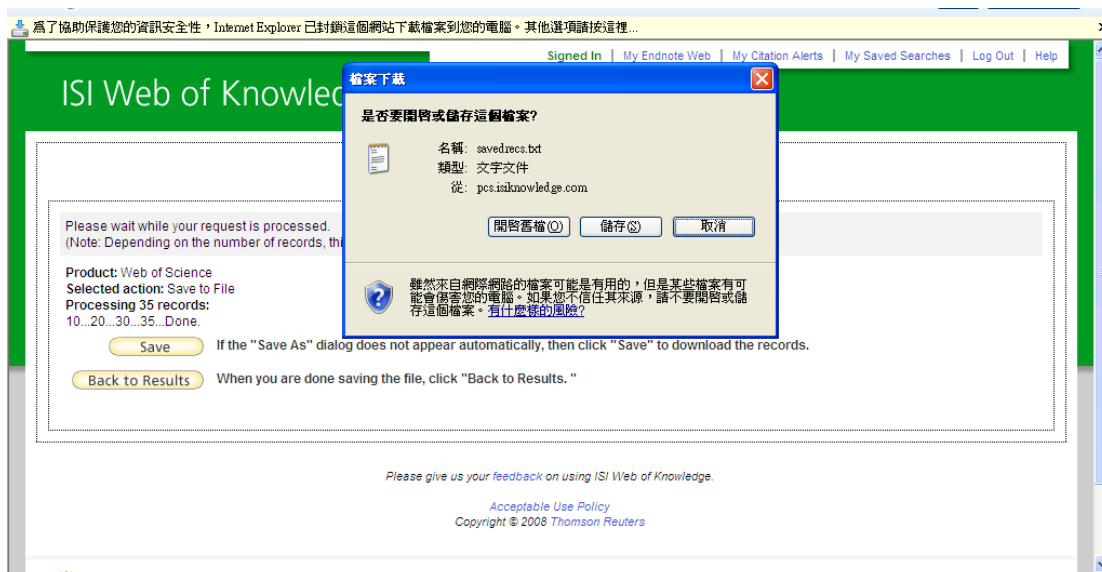 爲了協助保護您的資訊安全性，Internet Explorer 已封鎖這個網站下載檔案到您的電腦。其他選項請按這裡...
Signed In | My Endnote Web | My Citation Alerts | My Saved Searches | Log Out | Help
ISI Web of Knowled
檔案下載
是否要開啓或儲存這個檔案?
名稱: savedrecs.txt
類型: 文字文件
從: pcs.isiknowledge.com
開啓舊檔(O) 儲存(S) 取消
雖然來自網際網路的檔案可能是有用的，但是某些檔案有可
能會傷害您的電腦。如果您不信任其來源，請不要開啓或儲
存這個檔案。有什麼樣的風險?
Please wait while your request is processed.
(Note: Depending on the number of records, thi
Product: Web of Science
Selected action: Save to File
Processing 35 records:
10...20...30...35...Done.
Save If the "Save As" dialog does not appear automatically, then click "Save" to download the records.
Back to Results When you are done saving the file, click "Back to Results. "
Please give us your feedback on using ISI Web of Knowledge.
Acceptable Use Policy
Copyright © 2008 Thomson Reuters